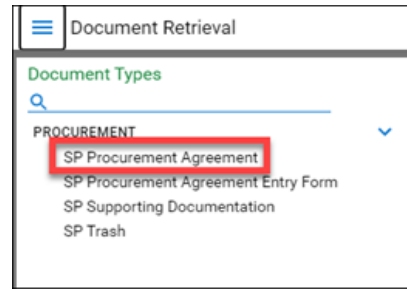 Document Retrieval
Document Types
PROCUREMENT
SP Procurement Agreement
SP Procurement Agreement Entry Form
SP Supporting Documentation
SP Trash